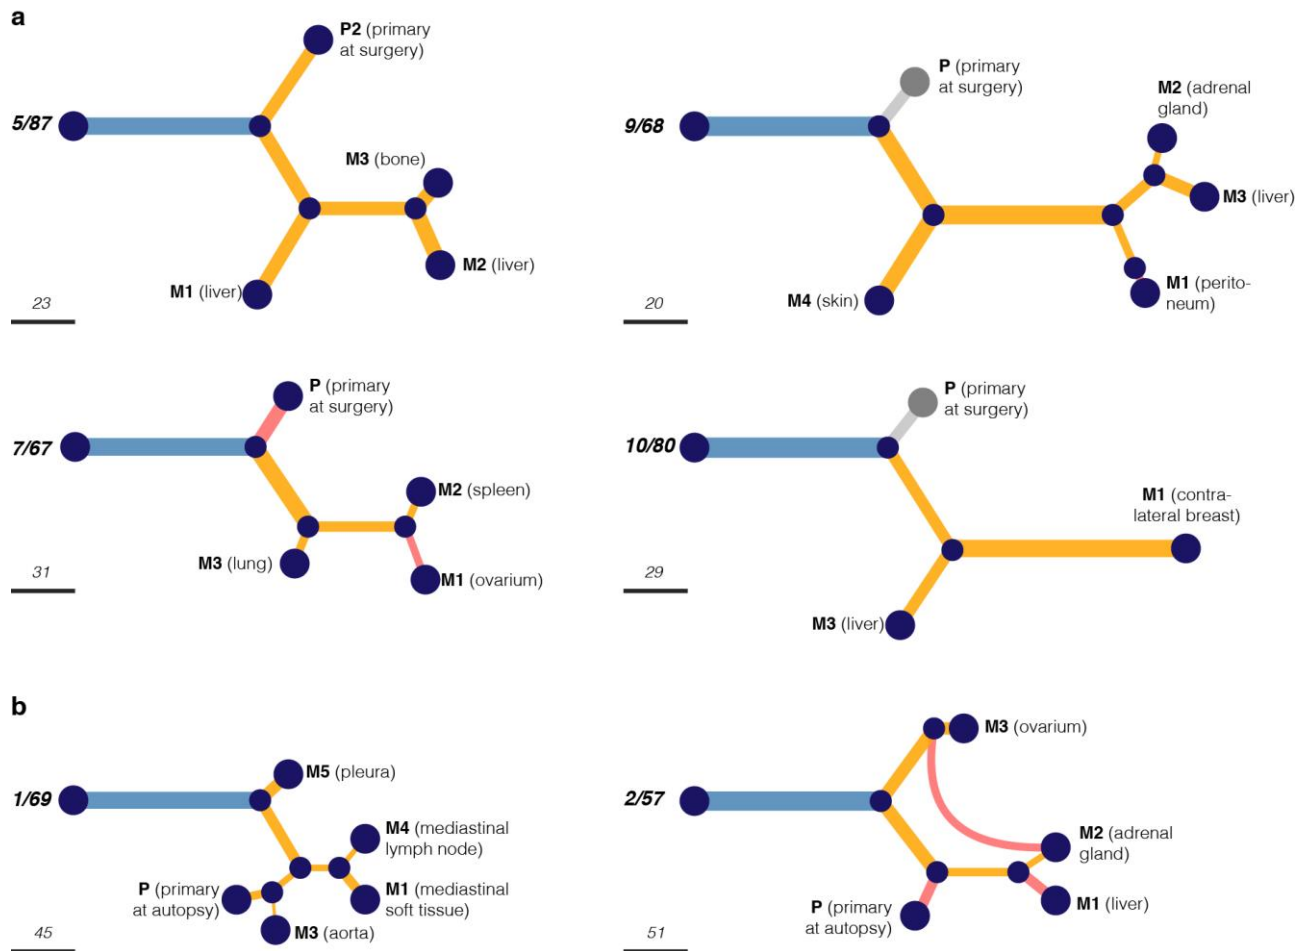 a
P2 (primary
at surgery)
5/87
M3 (bone)
M2 (liver)
M1 (liver)
23
P (primary
at surgery)
M2 (adrenal
gland)
9/68
M3 (liver)
M4 (skin)
M1 (perito-
neum)
20
P (primary
at surgery)
7/67
M2 (spleen)
M3 (lung)
M1 (ovarium)
31
P (primary
at surgery)
10/80
M1 (contra-
lateral breast)
M3 (liver)
29
b
M5 (pleura)
1/69
M4 (mediastinal
lymph node)
P (primary
at autopsy)
M1 (mediastinal
soft tissue)
M3 (aorta)
45
M3 (ovarium)
2/57
M2 (adrenal
gland)
P (primary
at autopsy)
M1 (liver)
51